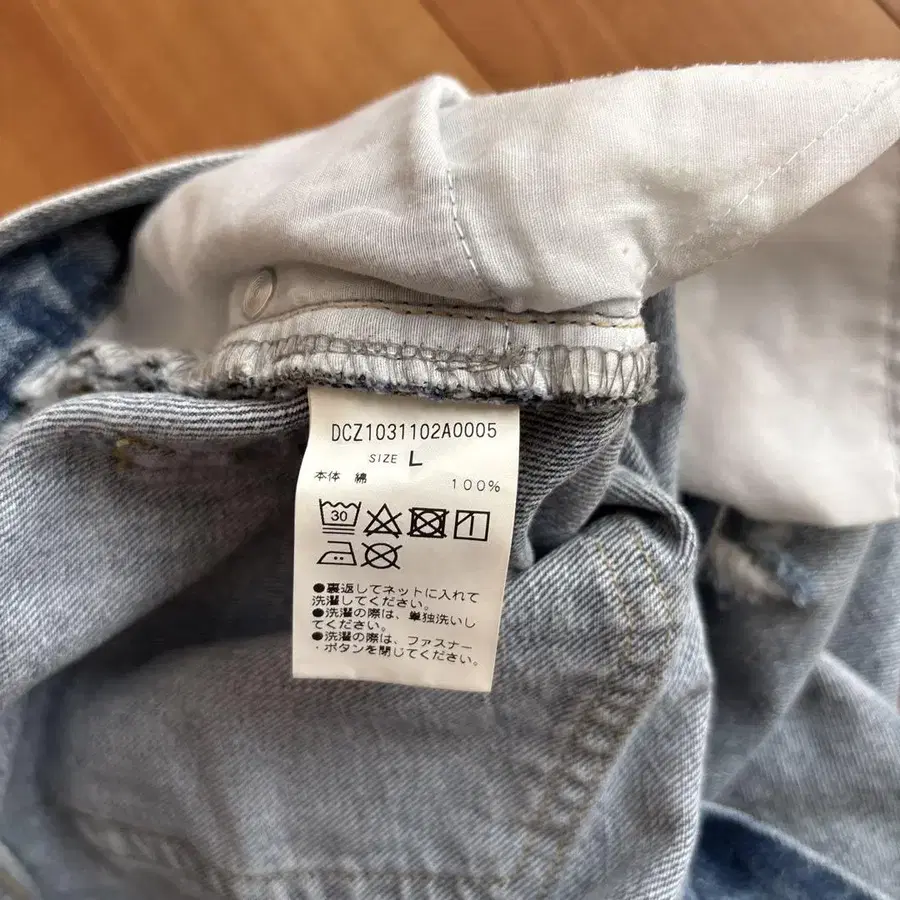 DCZ1031102A0005
SIZE L
本体 綿 100%
30
●裏返してネットに入れて
洗濯してください。
●洗濯の際は、単独洗いし
てください。
●洗濯の際は、ファスナー
・ボタンを閉じてください。